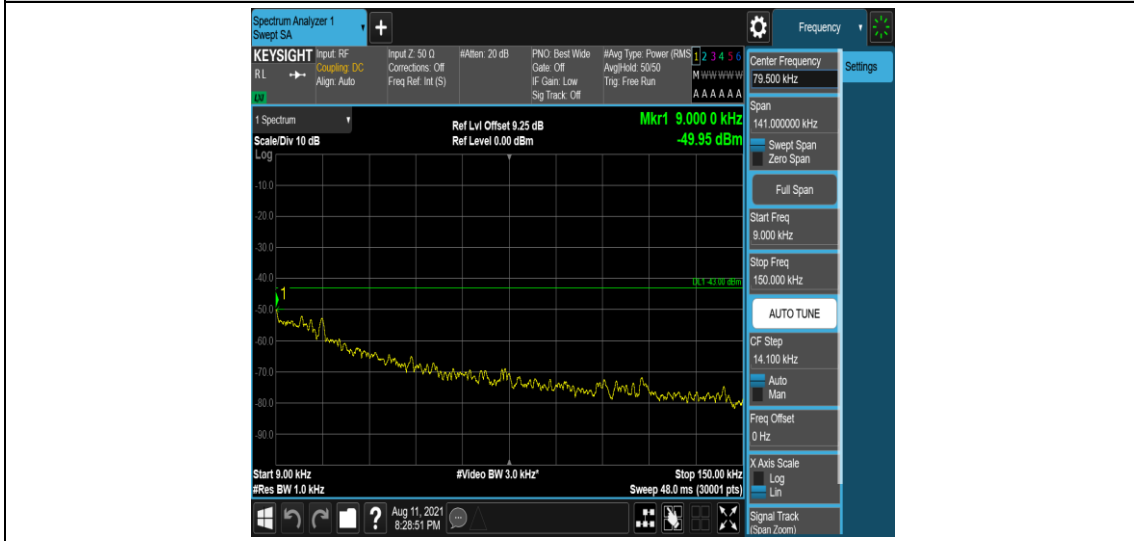 Spectrum Analyzer 1
Swept SA
Frequency
KEYSIGHT
RL
Input: RF
Coupling: DC
Align: Auto
Input Z: 50 Ω
Corrections: Off
Freq Ref: Int (S)
#Atten: 20 dB
PNO: Best Wide
Gate: Off
IF Gain: Low
Sig Track: Off
#Avg Type: Power (RMS
Avg|Hold: 50/50
Trig: Free Run
1 2 3 4 5 6
M W W W W W
A A A A A A
1 Spectrum
Scale/Div 10 dB
Log
Ref Lvl Offset 9.25 dB
Ref Level 0.00 dBm
Mkr1 9.000 0 kHz
-49.95 dBm
-10.0
-20.0
-30.0
-40.0
DL1 -43.00 dBm
1
-50.0
-60.0
-70.0
-80.0
-90.0
Start 9.00 kHz
#Res BW 1.0 kHz
#Video BW 3.0 kHz*
Stop 150.00 kHz
Sweep 48.0 ms (30001 pts)
?
Aug 11, 2021
8:28:51 PM
Center Frequency
79.500 kHz
Settings
Span
141.000000 kHz
Swept Span
Zero Span
Full Span
Start Freq
9.000 kHz
Stop Freq
150.000 kHz
AUTO TUNE
CF Step
14.100 kHz
Auto
Man
Freq Offset
0 Hz
X Axis Scale
Log
Lin
Signal Track
(Span Zoom)